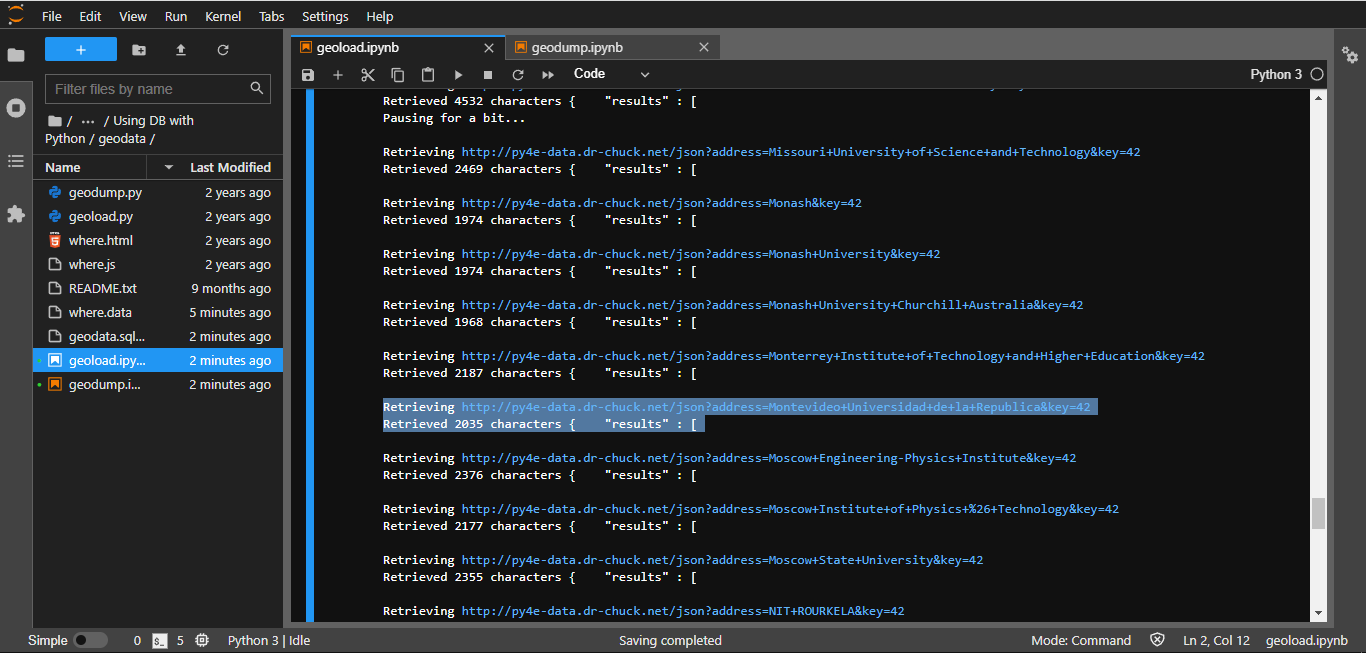 File Edit View Run Kernel Tabs Settings Help
+
Filter files by name
/ ... / Using DB with
Python / geodata /
Name Last Modified
geodump.py 2 years ago
geoload.py 2 years ago
where.html 2 years ago
where.js 2 years ago
README.txt 9 months ago
where.data 5 minutes ago
geodata.sql... 2 minutes ago
geoload.ipy... 2 minutes ago
geodump.i... 2 minutes ago
geoload.ipynb geodump.ipynb
Code
Python 3
Retrieved 4532 characters { "results" : [
Pausing for a bit...
Retrieving http://py4e-data.dr-chuck.net/json?address=Missouri+University+of+Science+and+Technology&key=42
Retrieved 2469 characters { "results" : [
Retrieving http://py4e-data.dr-chuck.net/json?address=Monash&key=42
Retrieved 1974 characters { "results" : [
Retrieving http://py4e-data.dr-chuck.net/json?address=Monash+University&key=42
Retrieved 1974 characters { "results" : [
Retrieving http://py4e-data.dr-chuck.net/json?address=Monash+University+Churchill+Australia&key=42
Retrieved 1968 characters { "results" : [
Retrieving http://py4e-data.dr-chuck.net/json?address=Monterrey+Institute+of+Technology+and+Higher+Education&key=42
Retrieved 2187 characters { "results" : [
Retrieving http://py4e-data.dr-chuck.net/json?address=Montevideo+Universidad+de+la+Republica&key=42
Retrieved 2035 characters { "results" : [
Retrieving http://py4e-data.dr-chuck.net/json?address=Moscow+Engineering-Physics+Institute&key=42
Retrieved 2376 characters { "results" : [
Retrieving http://py4e-data.dr-chuck.net/json?address=Moscow+Institute+of+Physics+%26+Technology&key=42
Retrieved 2177 characters { "results" : [
Retrieving http://py4e-data.dr-chuck.net/json?address=Moscow+State+University&key=42
Retrieved 2355 characters { "results" : [
Retrieving http://py4e-data.dr-chuck.net/json?address=NIT+ROURKELA&key=42
Simple 0 5 Python 3 | Idle Saving completed Mode: Command Ln 2, Col 12 geoload.ipynb